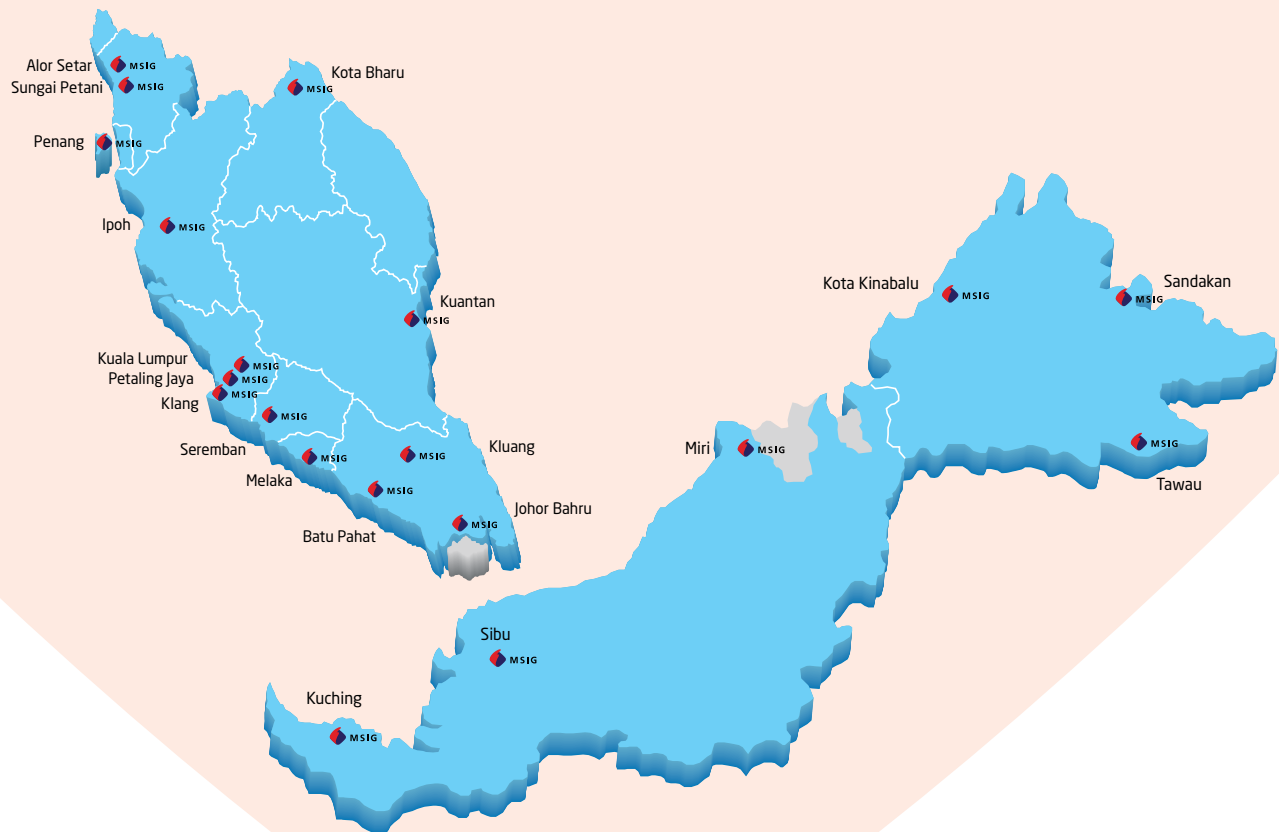 Alor Setar
MSIG
Sungai Petani
MSIG
Kota Bharu
MSIG
Penang
MSIG
Ipoh
MSIG
Kuantan
MSIG
Kuala Lumpur
MSIG
Petaling Jaya
MSIG
Klang
MSIG
Seremban
MSIG
Melaka
MSIG
Kluang
MSIG
Batu Pahat
MSIG
Johor Bahru
MSIG
Kota Kinabalu
MSIG
Sandakan
MSIG
Miri
MSIG
Tawau
MSIG
Sibu
MSIG
Kuching
MSIG